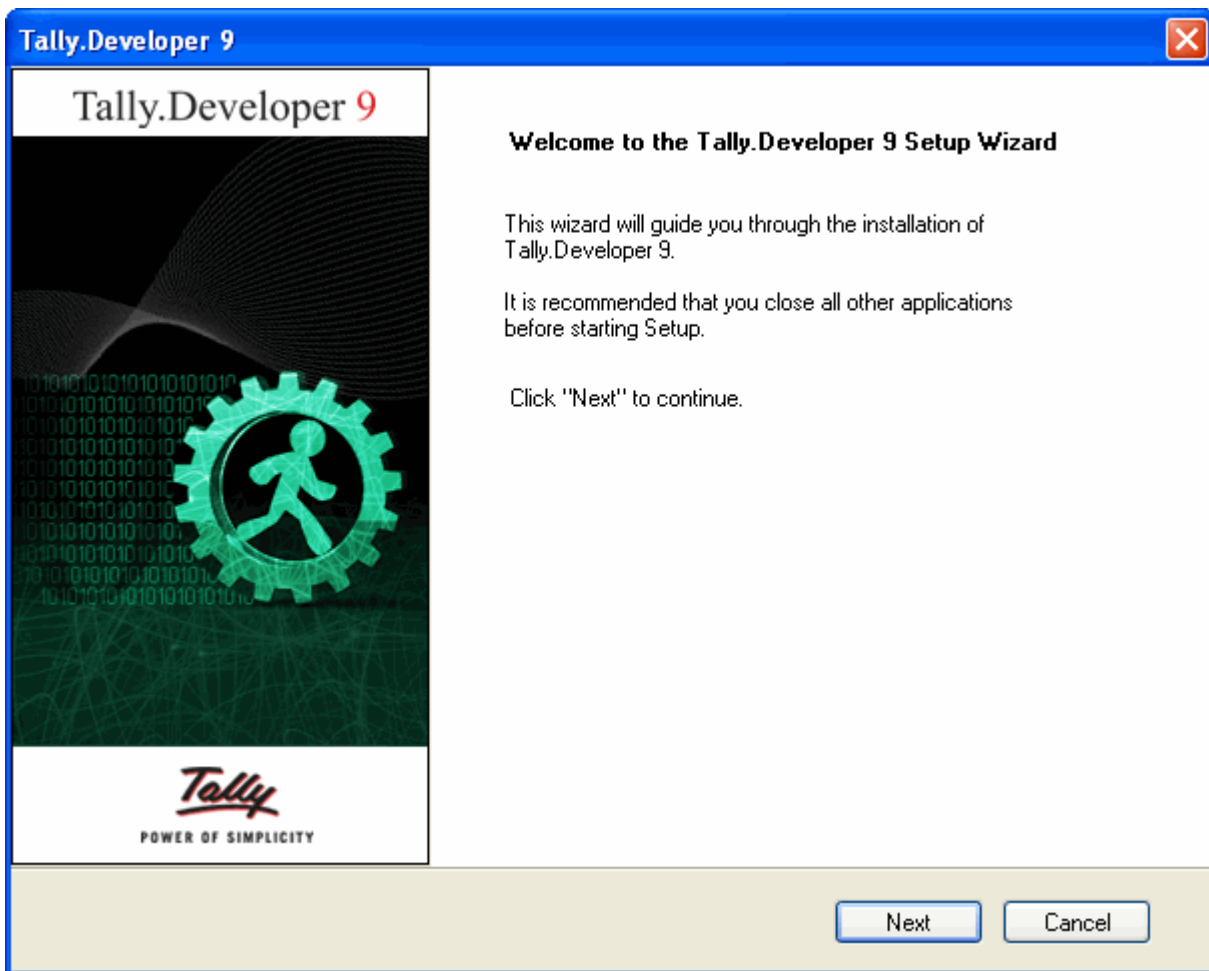 Tally.Developer 9
Tally.Developer 9
Welcome to the Tally.Developer 9 Setup Wizard
This wizard will guide you through the installation of
Tally.Developer 9.
It is recommended that you close all other applications
before starting Setup.
Click "Next" to continue.
Tally
POWER OF SIMPLICITY
Next
Cancel